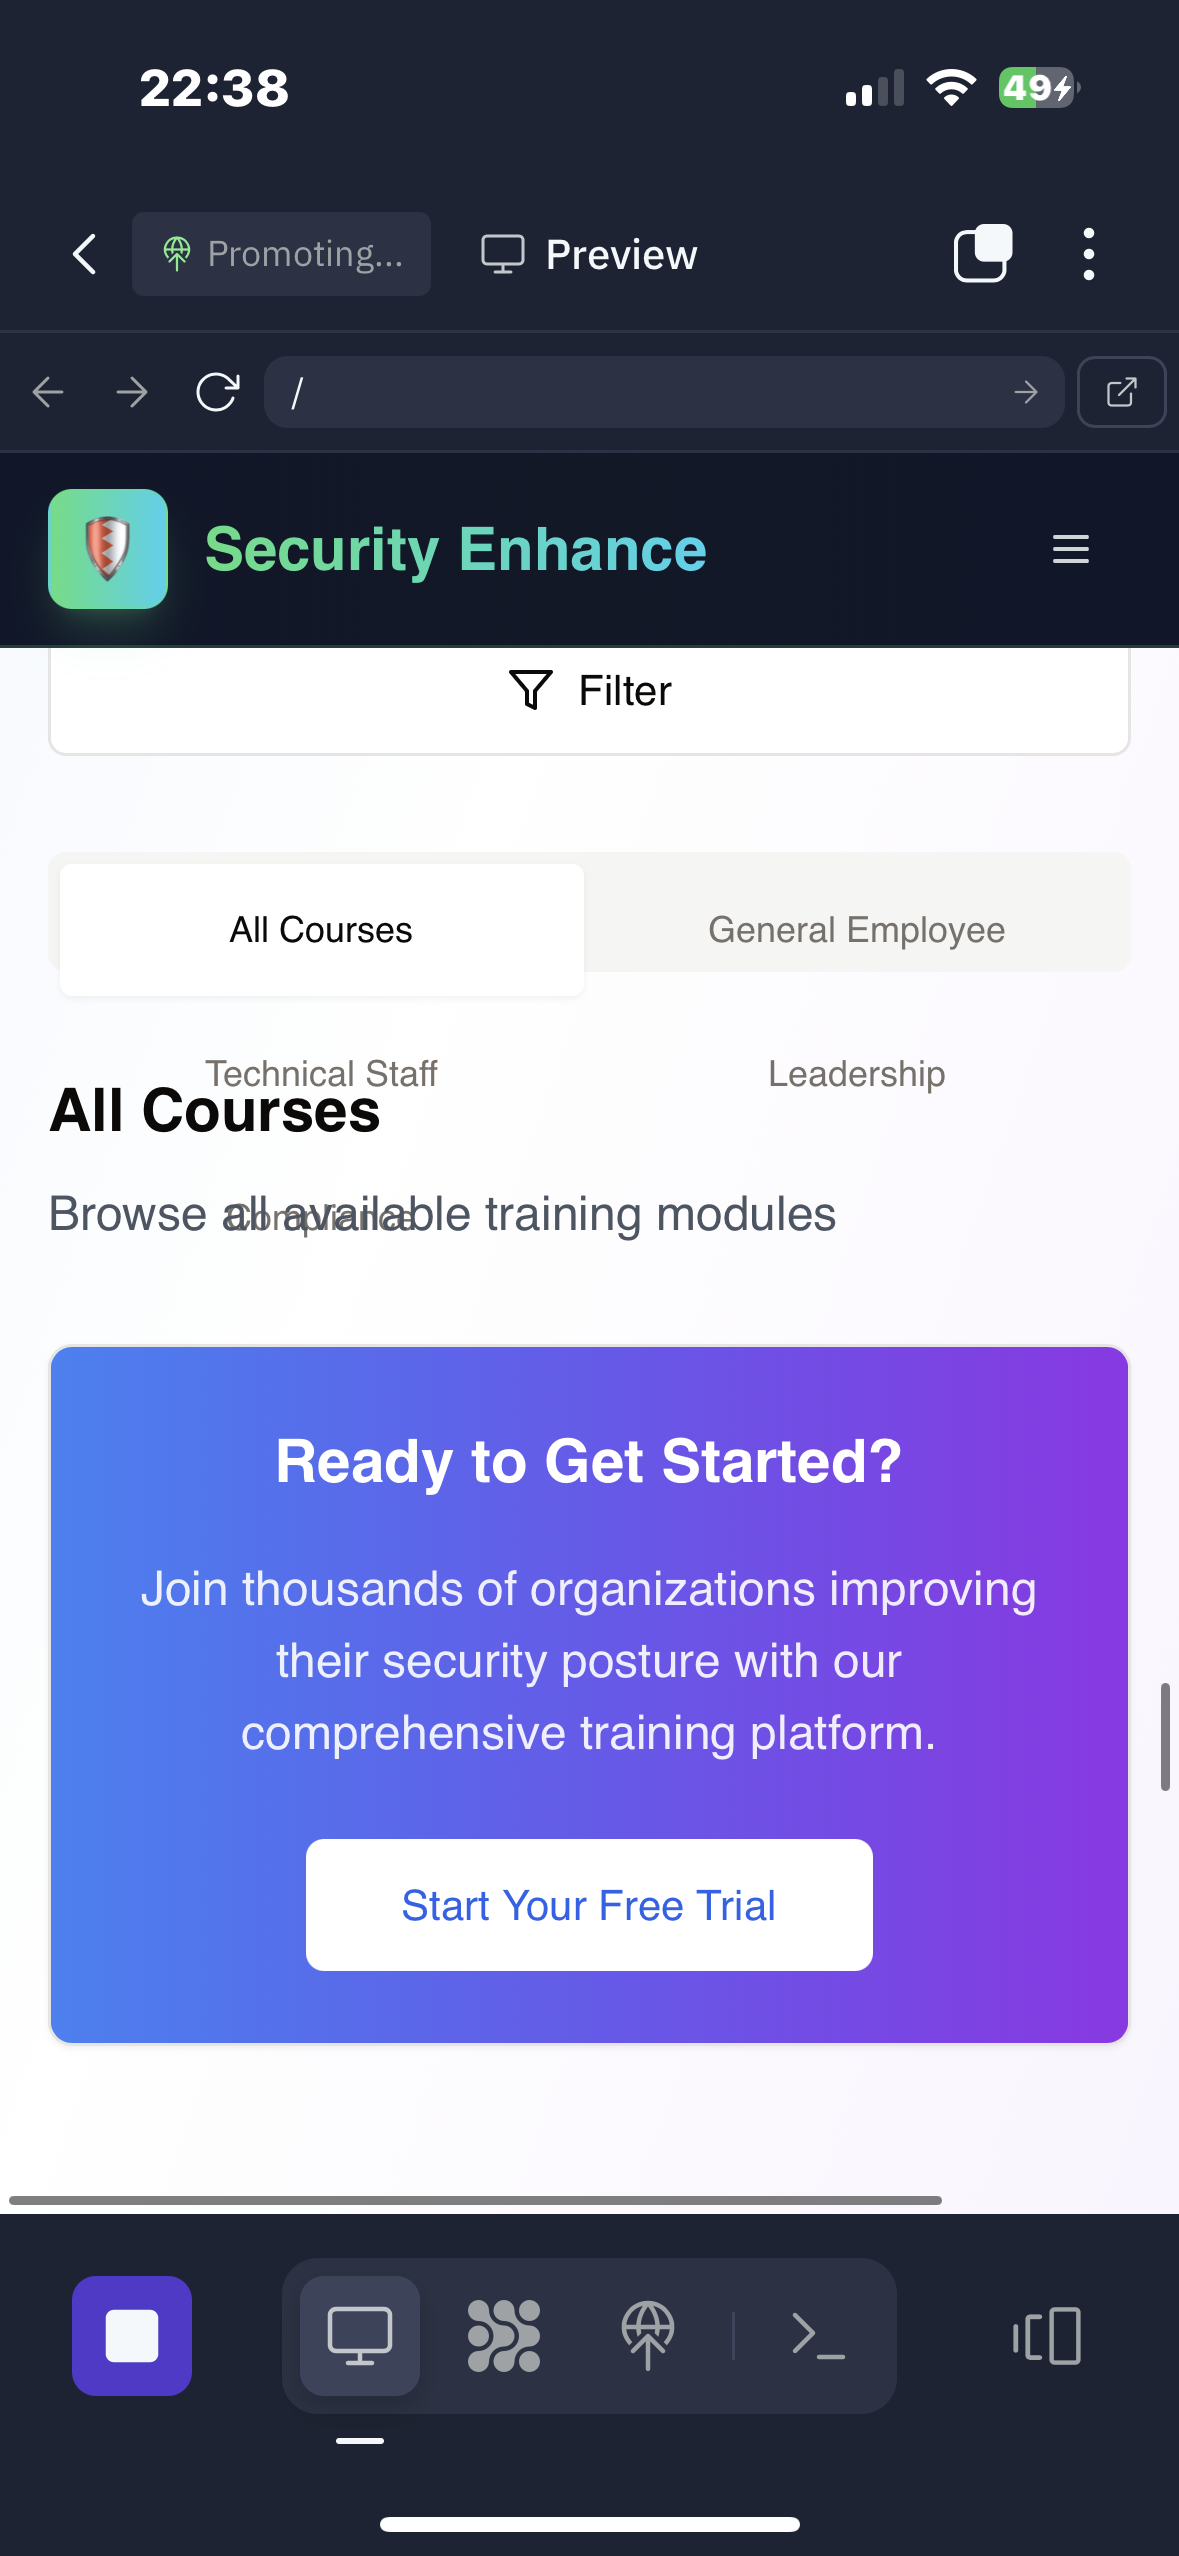 22:38
49
Promoting...
Preview
/
Security Enhance
Filter
All Courses
General Employee
Technical Staff
Leadership
All Courses
Compliance
Browse all available training modules
Ready to Get Started?
Join thousands of organizations improving
their security posture with our
comprehensive training platform.
Start Your Free Trial